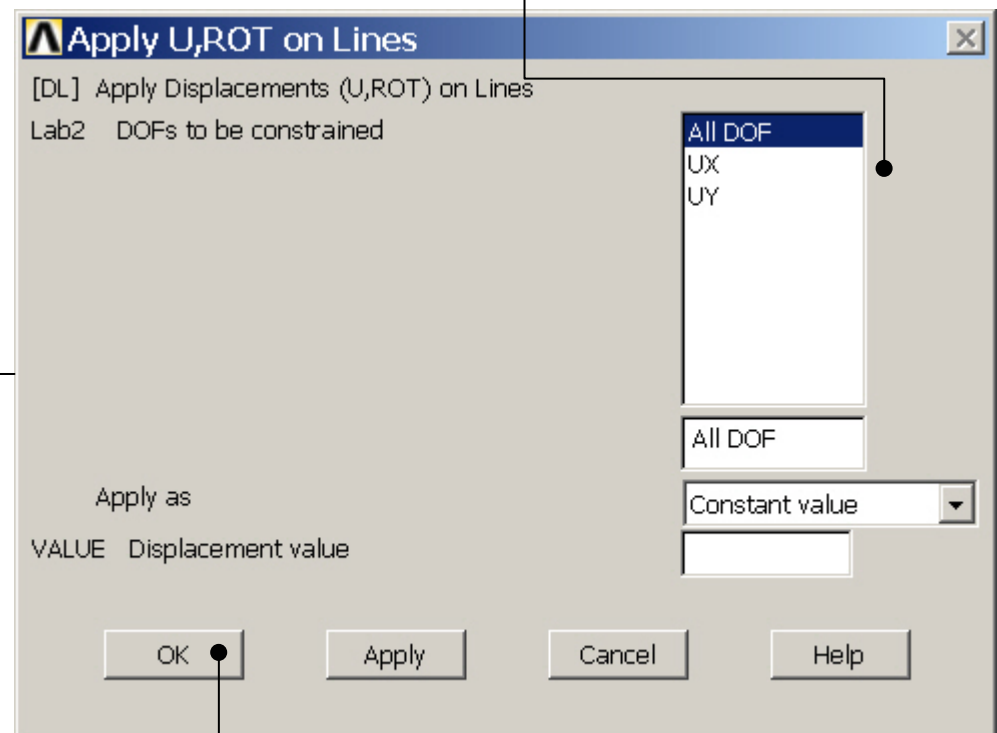 Apply U,ROT on Lines
[DL] Apply Displacements (U,ROT) on Lines
Lab2 DOFs to be constrained
All DOF
UX
UY
All DOF
Apply as
Constant value
VALUE Displacement value
OK Apply Cancel Help